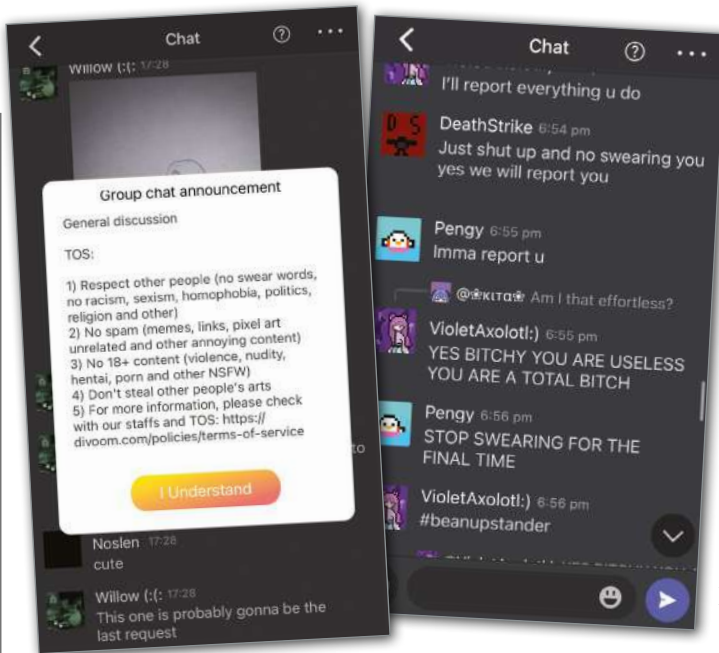 Chat
Willow (:(: 17:28
Group chat announcement
General discussion
TOS:
1) Respect other people (no swear words,
no racism, sexism, homophobia, politics,
religion and other)
2) No spam (memes, links, pixel art
unrelated and other annoying content)
3) No 18+ content (violence, nudity,
hentai, porn and other NSFW)
4) Don't steal other people's arts
5) For more information, please check
with our staffs and TOS: https://
divoom.com/policies/terms-of-service
I Understand
to
Noslen 17:28
cute
Willow (:(: 17:28
This one is probably gonna be the
last request
Chat
I'll report everything u do
D S
DeathStrike 6:54 pm
Just shut up and no swearing you
yes we will report you
Pengy 6:55 pm
Imma report u
@❀κιτα❀ Am I that effortless?
VioletAxolotl:) 6:55 pm
YES BITCHY YOU ARE USELESS
YOU ARE A TOTAL BITCH
Pengy 6:56 pm
STOP SWEARING FOR THE
FINAL TIME
VioletAxolotl:) 6:56 pm
#beanupstander